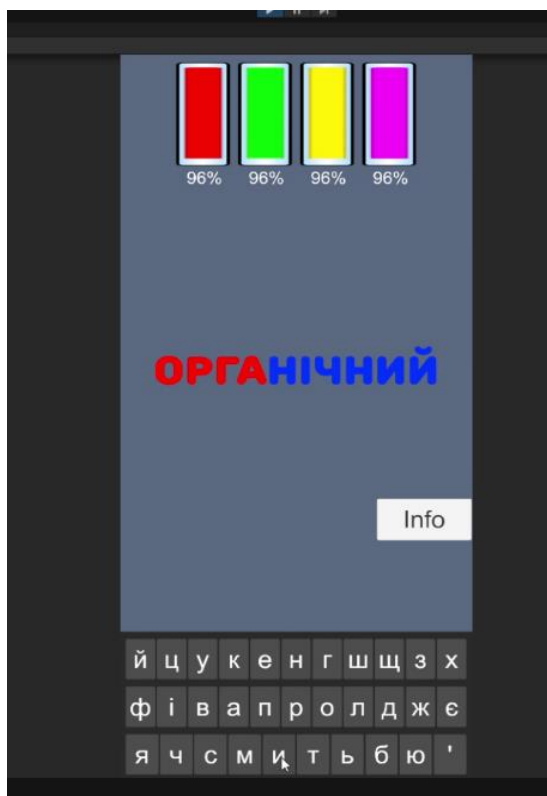 96% 96% 96% 96%
ОРГАНІЧНИЙ
Info
й ц у к е н г ш щ з х
ф і в а п р о л д ж є
я ч с м и т ь б ю '